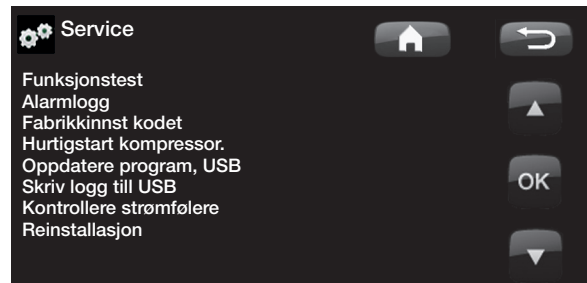 Service
Funksjonstest
Alarmlogg
Fabrikkinnst kodet
Hurtigstart kompressor.
Oppdatere program, USB
Skriv logg till USB
OK
Kontrollere strømfølere
Reinstallasjon